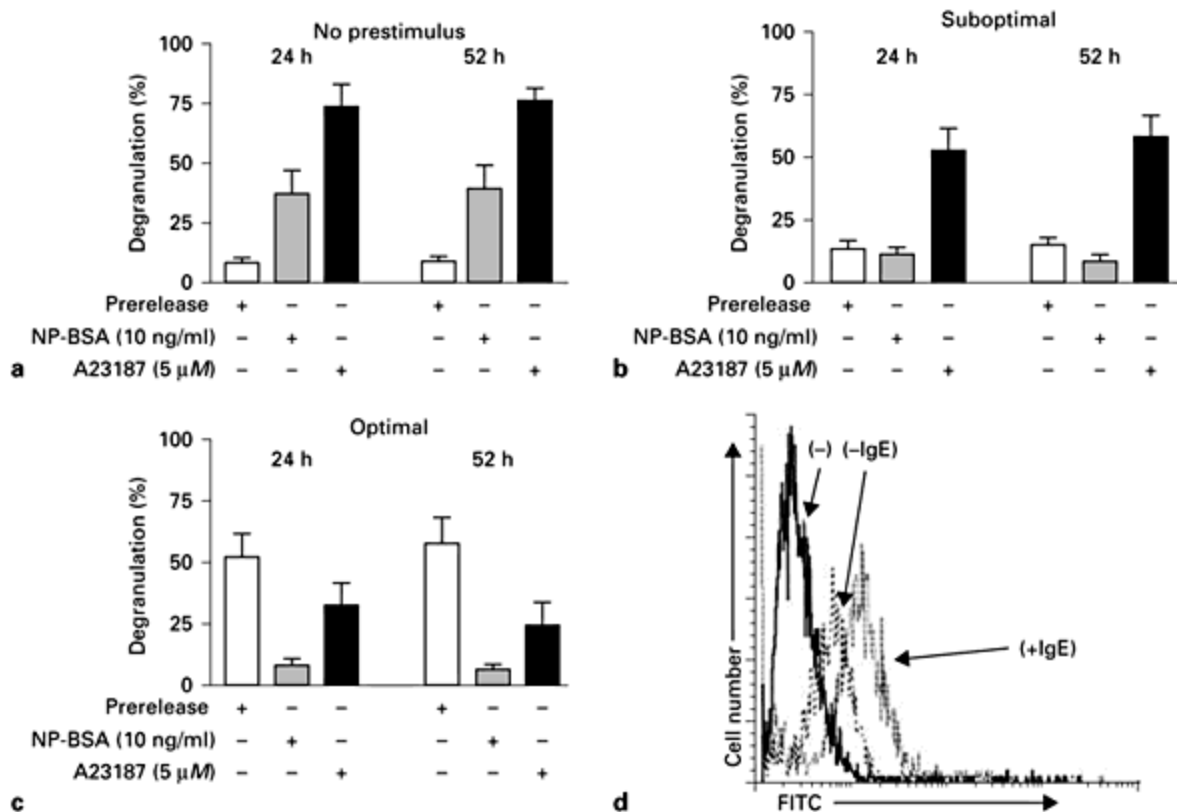 No prestimulus
24 h 52 h
100
75
50
25
0
Degranulation (%)
Prerelease + – – + – –
NP-BSA (10 ng/ml) – + – – + –
A23187 (5 μM) – – + – – +
a
Suboptimal
24 h 52 h
100
75
50
25
0
Degranulation (%)
Prerelease + – – + – –
NP-BSA (10 ng/ml) – + – – + –
A23187 (5 μM) – – + – – +
b
Optimal
24 h 52 h
100
75
50
25
0
Degranulation (%)
Prerelease + – – + – –
NP-BSA (10 ng/ml) – + – – + –
A23187 (5 μM) – – + – – +
c
(–) (–IgE)
(+IgE)
Cell number
FITC
d